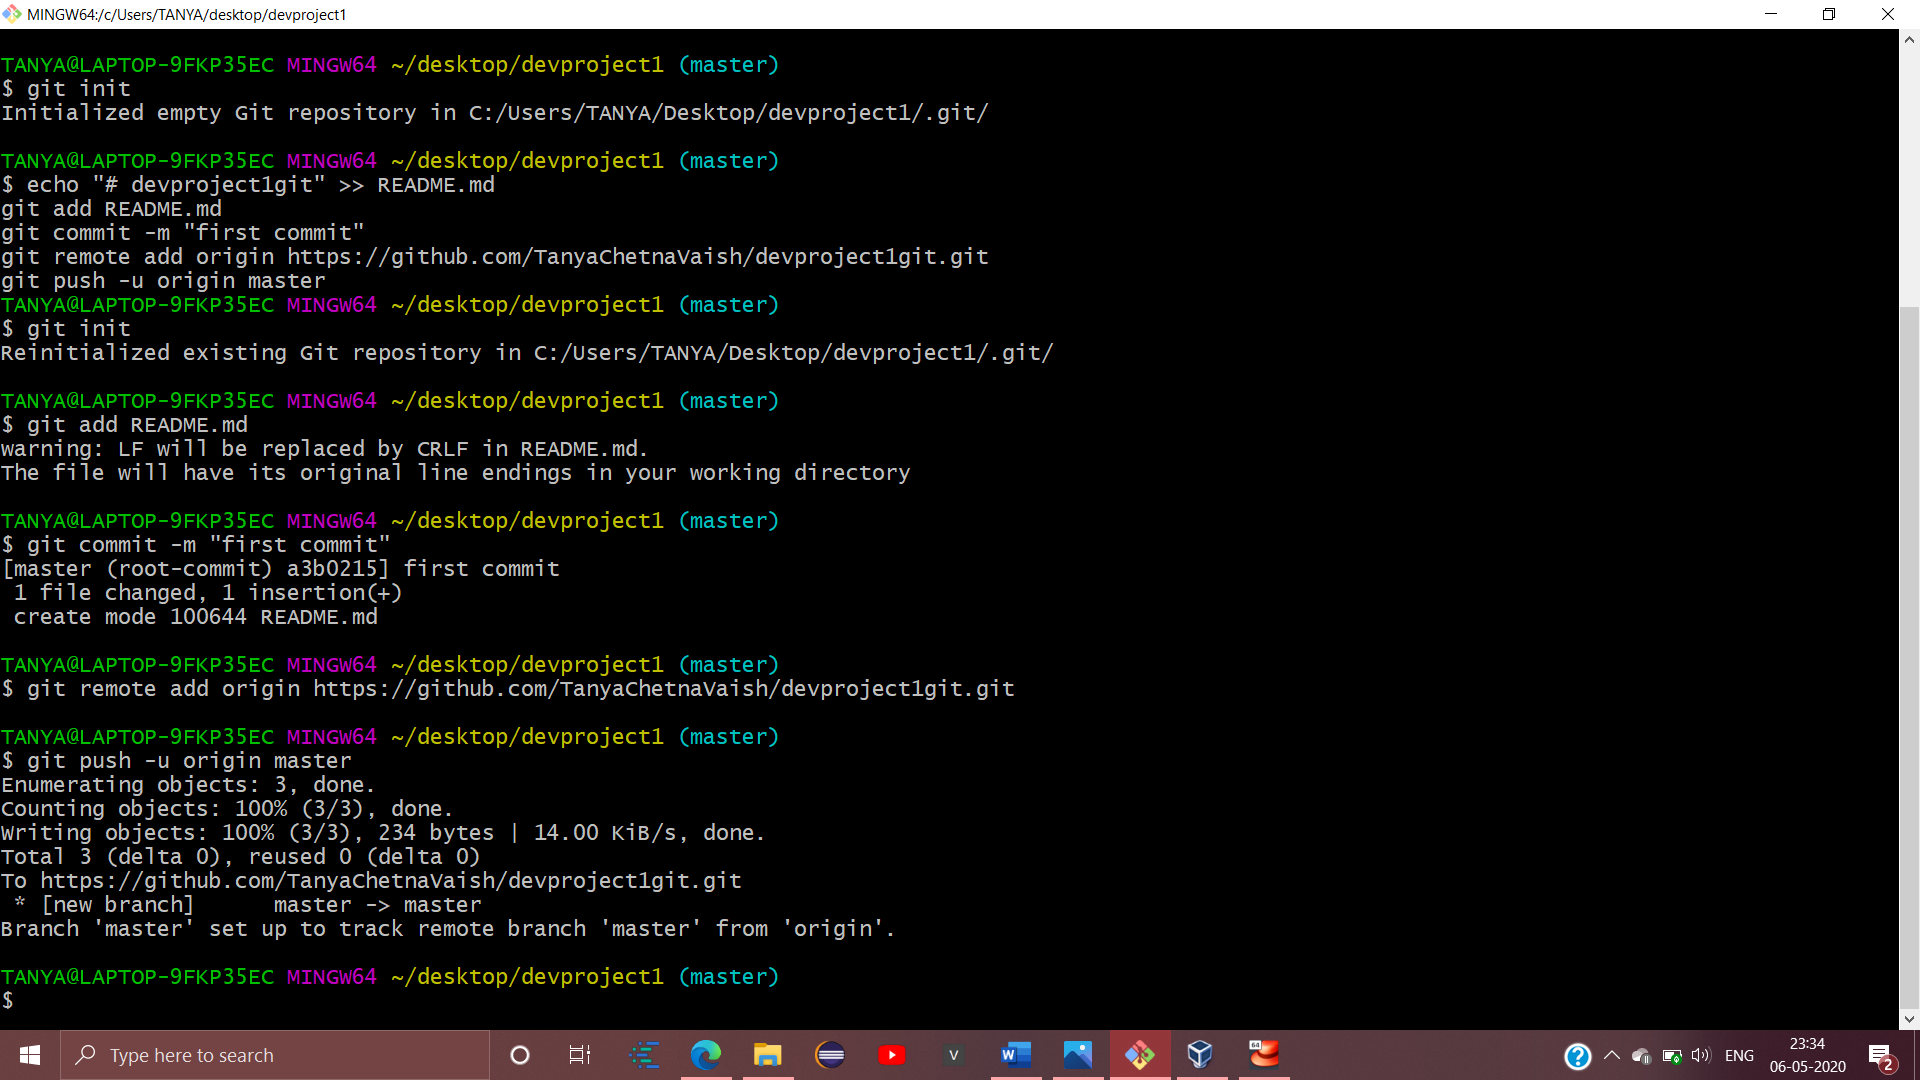 MINGW64:/c/Users/TANYA/desktop/devproject1
TANYA@LAPTOP-9FKP35EC MINGW64 ~/desktop/devproject1 (master)
$ git init
Initialized empty Git repository in C:/Users/TANYA/Desktop/devproject1/.git/
TANYA@LAPTOP-9FKP35EC MINGW64 ~/desktop/devproject1 (master)
$ echo "# devproject1git" >> README.md
git add README.md
git commit -m "first commit"
git remote add origin https://github.com/TanyaChetnaVaish/devproject1git.git
git push -u origin master
TANYA@LAPTOP-9FKP35EC MINGW64 ~/desktop/devproject1 (master)
$ git init
Reinitialized existing Git repository in C:/Users/TANYA/Desktop/devproject1/.git/
TANYA@LAPTOP-9FKP35EC MINGW64 ~/desktop/devproject1 (master)
$ git add README.md
warning: LF will be replaced by CRLF in README.md.
The file will have its original line endings in your working directory
TANYA@LAPTOP-9FKP35EC MINGW64 ~/desktop/devproject1 (master)
$ git commit -m "first commit"
[master (root-commit) a3b0215] first commit
 1 file changed, 1 insertion(+)
 create mode 100644 README.md
TANYA@LAPTOP-9FKP35EC MINGW64 ~/desktop/devproject1 (master)
$ git remote add origin https://github.com/TanyaChetnaVaish/devproject1git.git
TANYA@LAPTOP-9FKP35EC MINGW64 ~/desktop/devproject1 (master)
$ git push -u origin master
Enumerating objects: 3, done.
Counting objects: 100% (3/3), done.
Writing objects: 100% (3/3), 234 bytes | 14.00 KiB/s, done.
Total 3 (delta 0), reused 0 (delta 0)
To https://github.com/TanyaChetnaVaish/devproject1git.git
 * [new branch]      master -> master
Branch 'master' set up to track remote branch 'master' from 'origin'.
TANYA@LAPTOP-9FKP35EC MINGW64 ~/desktop/devproject1 (master)
$
Type here to search
V
W
64
?
ENG
23:34
06-05-2020
2